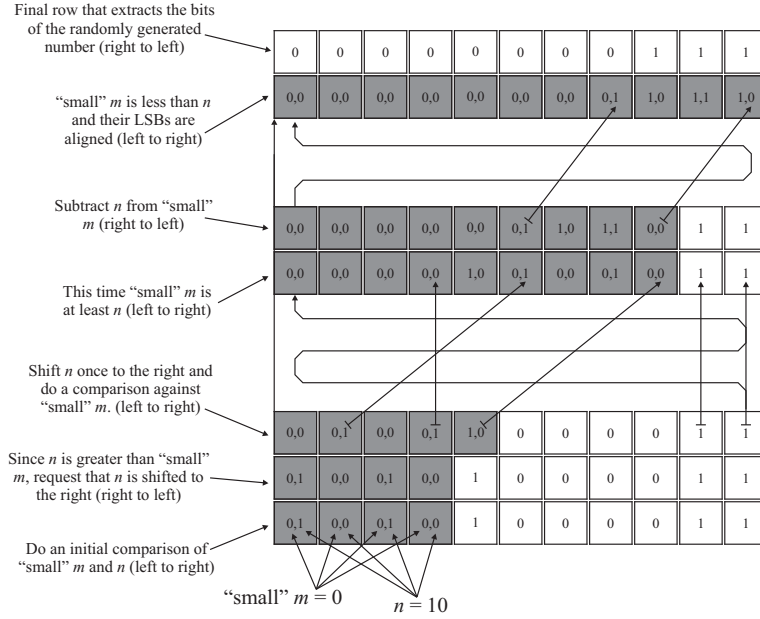 Final row that extracts the bits
of the randomly generated
number (right to left)
0 0 0 0 0 0 0 0 1 1 1
“small” m is less than n
and their LSBs are
aligned (left to right)
0,0 0,0 0,0 0,0 0,0 0,0 0,0 0,1 1,0 1,1 1,0
Subtract n from “small”
m (right to left)
0,0 0,0 0,0 0,0 0,0 0,1 1,0 1,1 0,0 1 1
This time “small” m is
at least n (left to right)
0,0 0,0 0,0 0,0 1,0 0,1 0,0 0,1 0,0 1 1
Shift n once to the right and
do a comparison against
“small” m. (left to right)
0,0 0,1 0,0 0,1 1,0 0 0 0 0 1 1
Since n is greater than “small”
m, request that n is shifted to
the right (right to left)
0,1 0,0 0,1 0,0 1 0 0 0 0 1 1
Do an initial comparison of
“small” m and n (left to right)
0,1 0,0 0,1 0,0 1 0 0 0 0 1 1
“small” m = 0
n = 10